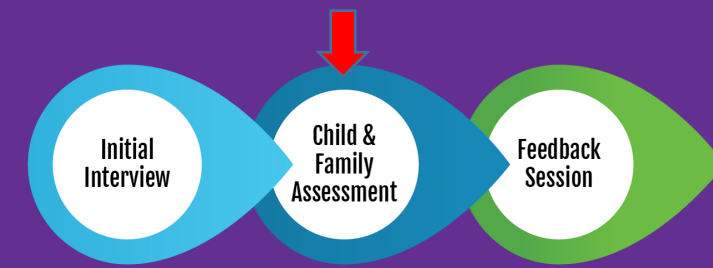 Initial
Interview
Child &
Family
Assessment
Feedback
Session